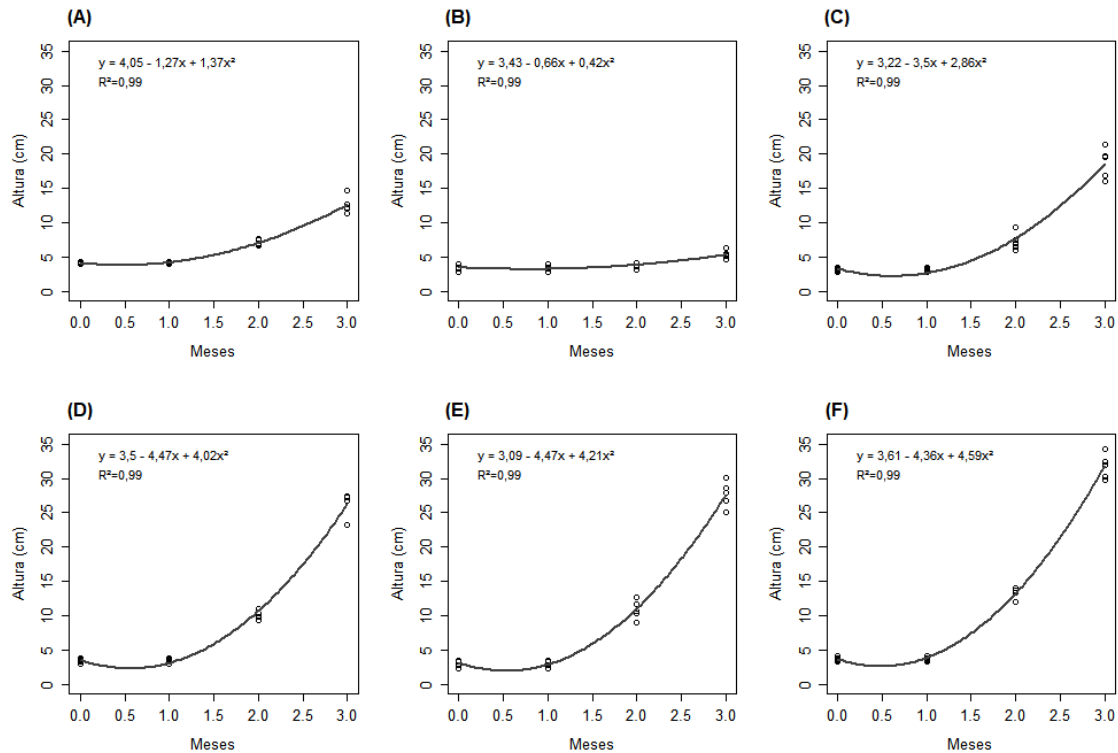 (A)
y = 4,05 - 1,27x + 1,37x²
R²=0,99
Altura (cm)
35
30
25
20
15
10
5
0
0.0 0.5 1.0 1.5 2.0 2.5 3.0
Meses
(B)
y = 3,43 - 0,66x + 0,42x²
R²=0,99
Altura (cm)
35
30
25
20
15
10
5
0
0.0 0.5 1.0 1.5 2.0 2.5 3.0
Meses
(C)
y = 3,22 - 3,5x + 2,86x²
R²=0,99
Altura (cm)
35
30
25
20
15
10
5
0
0.0 0.5 1.0 1.5 2.0 2.5 3.0
Meses
(D)
y = 3,5 - 4,47x + 4,02x²
R²=0,99
Altura (cm)
35
30
25
20
15
10
5
0
0.0 0.5 1.0 1.5 2.0 2.5 3.0
Meses
(E)
y = 3,09 - 4,47x + 4,21x²
R²=0,99
Altura (cm)
35
30
25
20
15
10
5
0
0.0 0.5 1.0 1.5 2.0 2.5 3.0
Meses
(F)
y = 3,61 - 4,36x + 4,59x²
R²=0,99
Altura (cm)
35
30
25
20
15
10
5
0
0.0 0.5 1.0 1.5 2.0 2.5 3.0
Meses